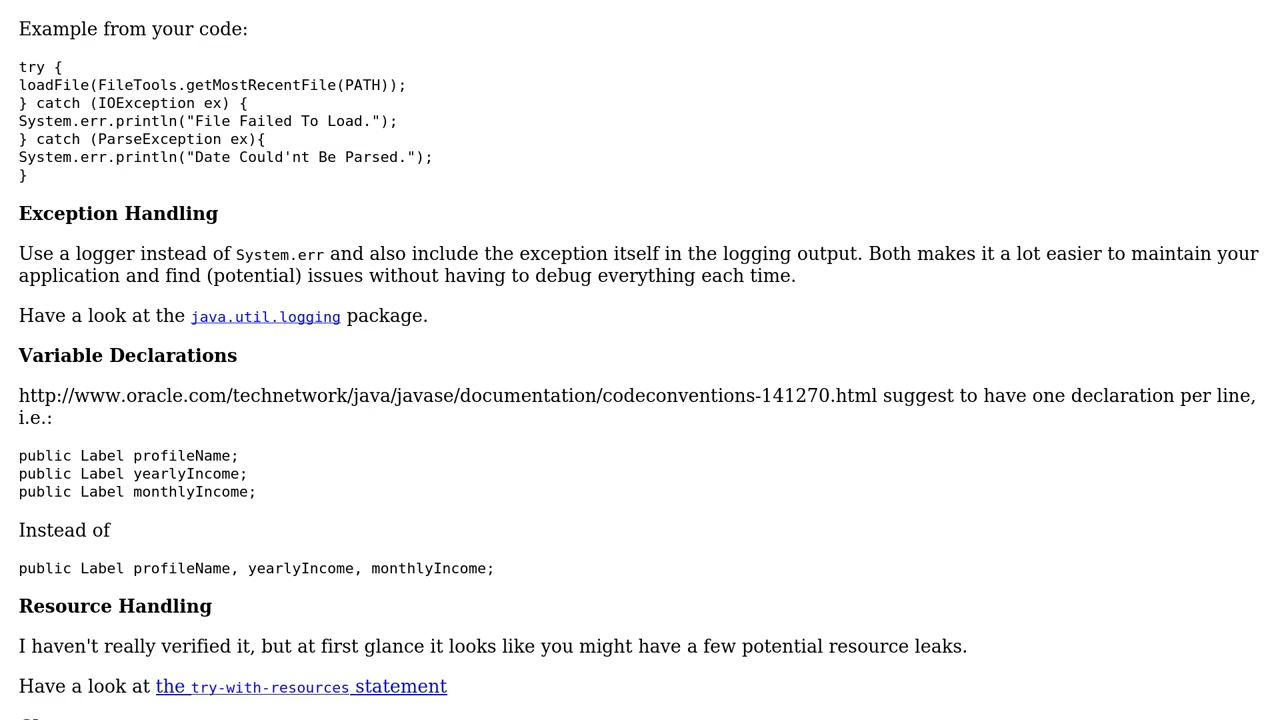 Example from your code:
try {
loadFile(FileTools.getMostRecentFile(PATH));
} catch (IOException ex) {
System.err.println("File Failed To Load.");
} catch (ParseException ex){
System.err.println("Date Could'nt Be Parsed.");
}
Exception Handling
Use a logger instead of System.err and also include the exception itself in the logging output. Both makes it a lot easier to maintain your
application and find (potential) issues without having to debug everything each time.
Have a look at the java.util.logging package.
Variable Declarations
http://www.oracle.com/technetwork/java/javase/documentation/codeconventions-141270.html suggest to have one declaration per line,
i.e.:
public Label profileName;
public Label yearlyIncome;
public Label monthlyIncome;
Instead of
public Label profileName, yearlyIncome, monthlyIncome;
Resource Handling
I haven't really verified it, but at first glance it looks like you might have a few potential resource leaks.
Have a look at the try-with-resources statement